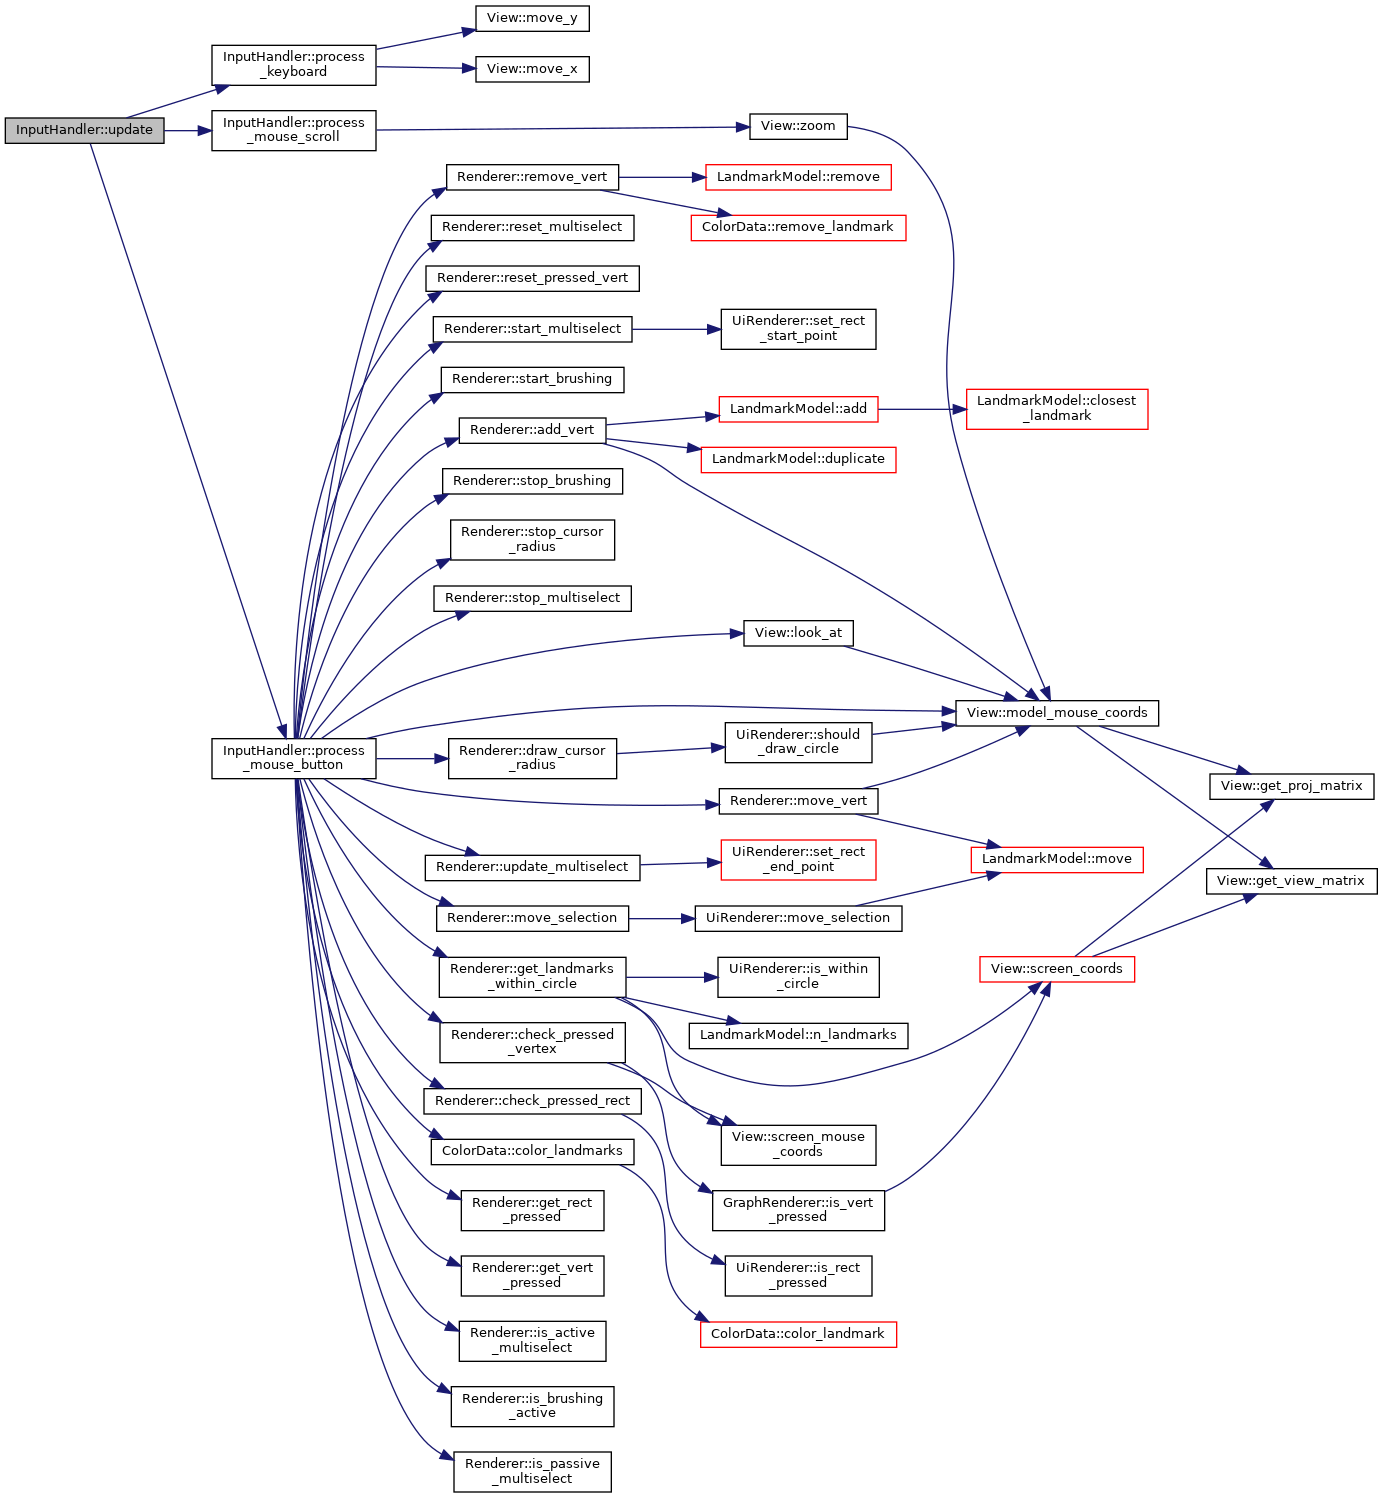 View::move_y
InputHandler::process
_keyboard
View::move_x
InputHandler::update
InputHandler::process
_mouse_scroll
View::zoom
Renderer::remove_vert
LandmarkModel::remove
Renderer::reset_multiselect
ColorData::remove_landmark
Renderer::reset_pressed_vert
Renderer::start_multiselect
UiRenderer::set_rect
_start_point
Renderer::start_brushing
LandmarkModel::add
LandmarkModel::closest
_landmark
Renderer::add_vert
LandmarkModel::duplicate
Renderer::stop_brushing
Renderer::stop_cursor
_radius
Renderer::stop_multiselect
View::look_at
View::model_mouse_coords
InputHandler::process
_mouse_button
Renderer::draw_cursor
_radius
UiRenderer::should
_draw_circle
View::get_proj_matrix
Renderer::move_vert
Renderer::update_multiselect
UiRenderer::set_rect
_end_point
LandmarkModel::move
View::get_view_matrix
Renderer::move_selection
UiRenderer::move_selection
Renderer::get_landmarks
_within_circle
UiRenderer::is_within
_circle
View::screen_coords
Renderer::check_pressed
_vertex
LandmarkModel::n_landmarks
Renderer::check_pressed_rect
ColorData::color_landmarks
View::screen_mouse
_coords
Renderer::get_rect
_pressed
GraphRenderer::is_vert
_pressed
Renderer::get_vert
_pressed
UiRenderer::is_rect
_pressed
Renderer::is_active
_multiselect
ColorData::color_landmark
Renderer::is_brushing
_active
Renderer::is_passive
_multiselect